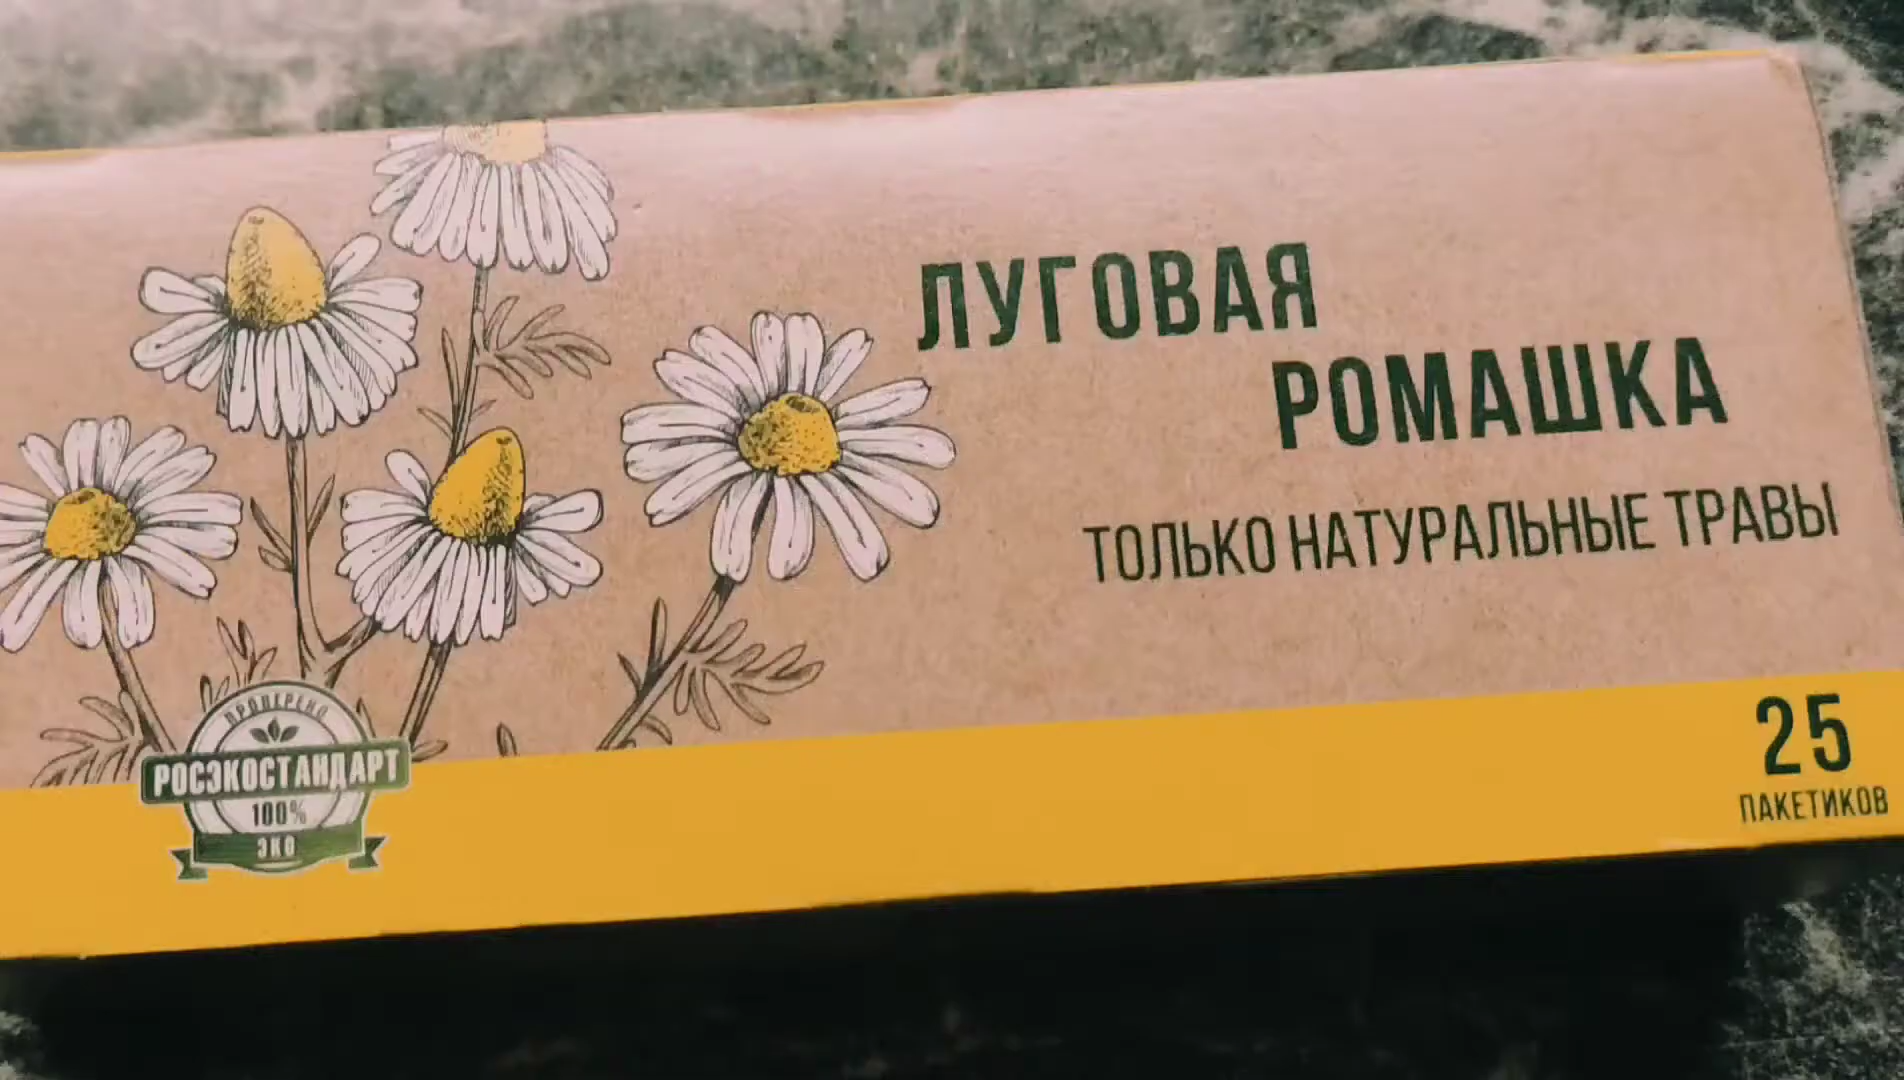 ЛУГОВАЯ
РОМАШКА
ТОЛЬКО НАТУРАЛЬНЫЕ ТРАВЫ
ПРОВЕРЕНО
РОСЭКОСТАНДАРТ
100%
ЭКО
25
ПАКЕТИКОВ